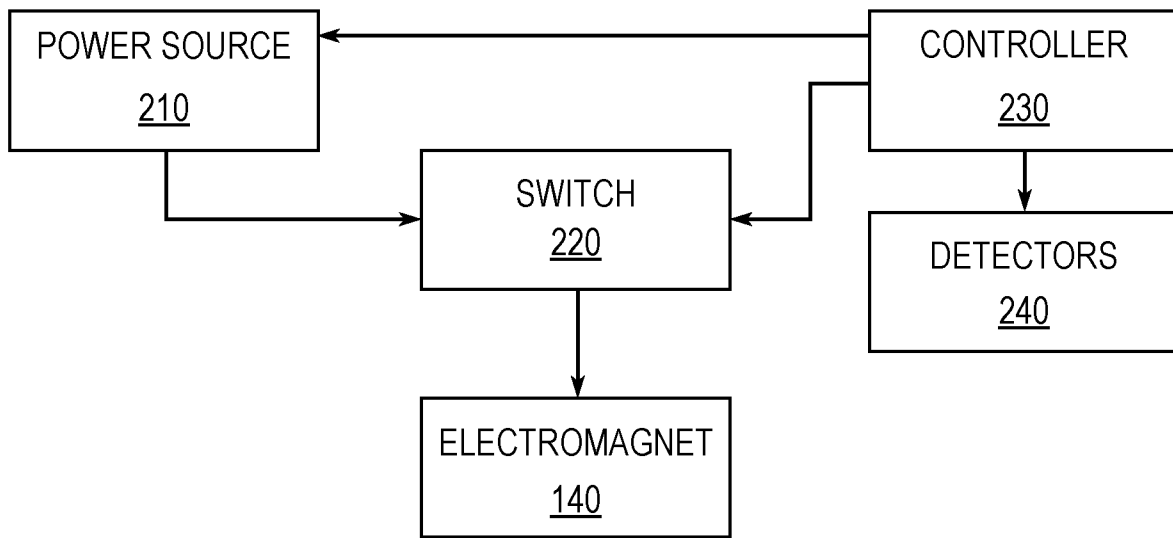 POWER SOURCE
210
CONTROLLER
230
SWITCH
220
DETECTORS
240
ELECTROMAGNET
140